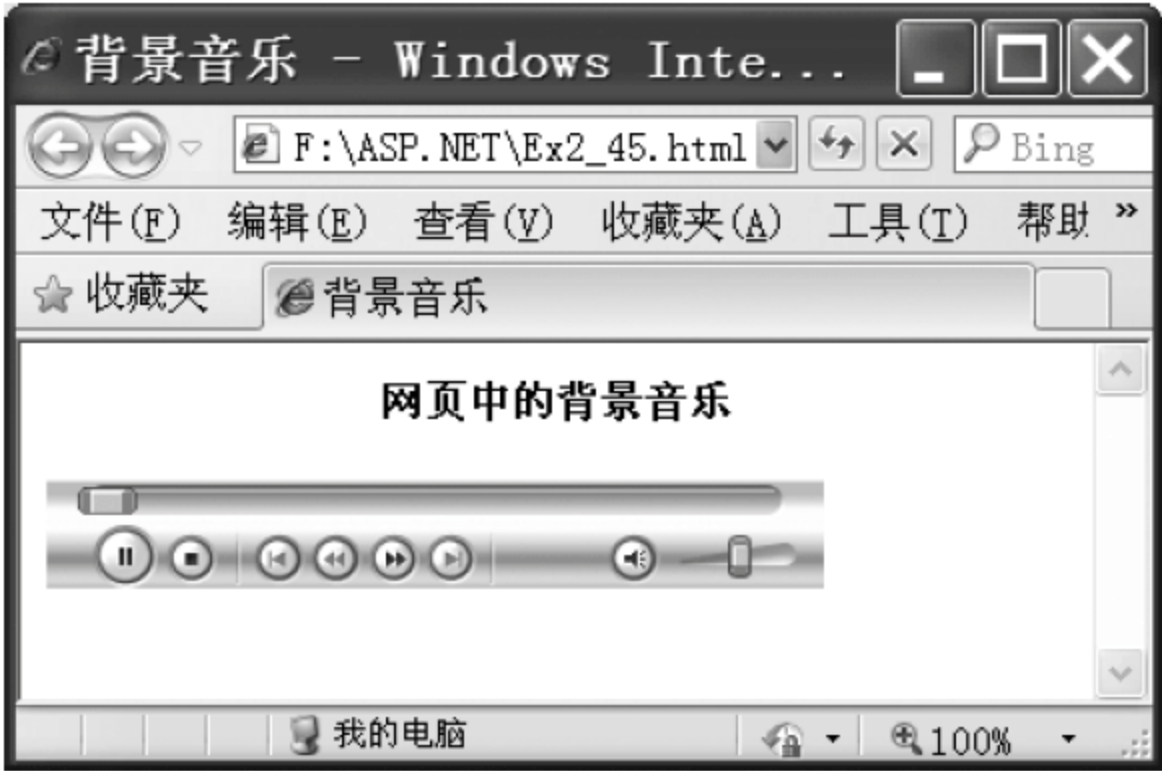 背景音乐 - Windows Inte...
F:\ASP.NET\Ex2_45.html Bing
文件(F) 编辑(E) 查看(V) 收藏夹(A) 工具(T) 帮助 »
收藏夹 背景音乐
网页中的背景音乐
我的电脑 100%